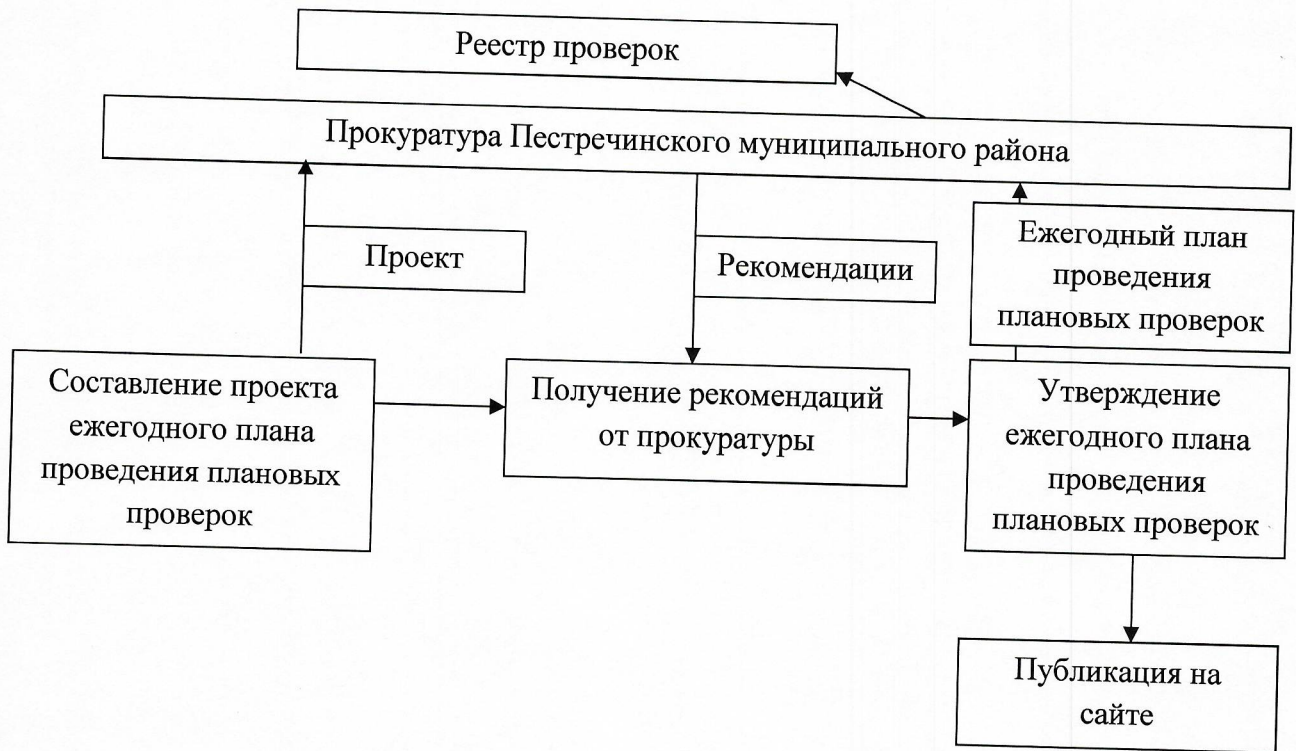 Реестр проверок
Прокуратура Пестречинского муниципального района
Проект
Рекомендации
Ежегодный план
проведения
плановых проверок
Составление проекта
ежегодного плана
проведения плановых
проверок
Получение рекомендаций
от прокуратуры
Утверждение
ежегодного плана
проведения
плановых проверок
Публикация на
сайте